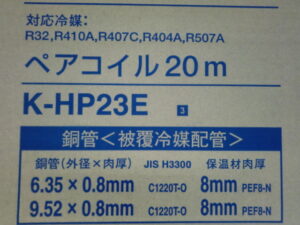 対応冷媒：
R32,R410A,R407C,R404A,R507A
ペアコイル20m
K-HP23E 3
銅管＜被覆冷媒配管＞
銅管（外径×肉厚） JIS H3300 保温材肉厚
6.35×0.8mm C1220T-O 8mm PEF8-N
9.52×0.8mm C1220T-O 8mm PEF8-N